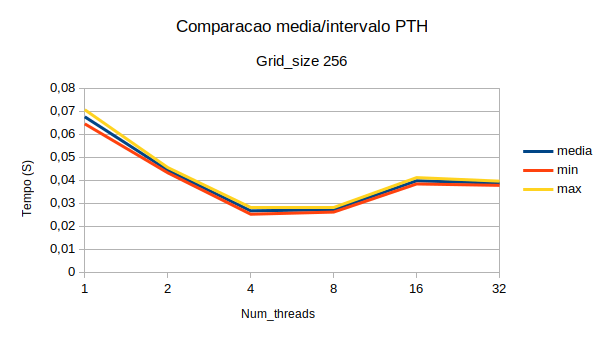 Comparacao media/intervalo PTH
Grid_size 256
0,08
0,07
0,06
0,05
0,04
0,03
0,02
0,01
0
Tempo (S)
1 2 4 8 16 32
Num_threads
media
min
max